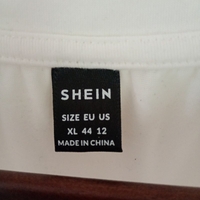 SHEIN
SIZE EU US
XL 44 12
MADE IN CHINA